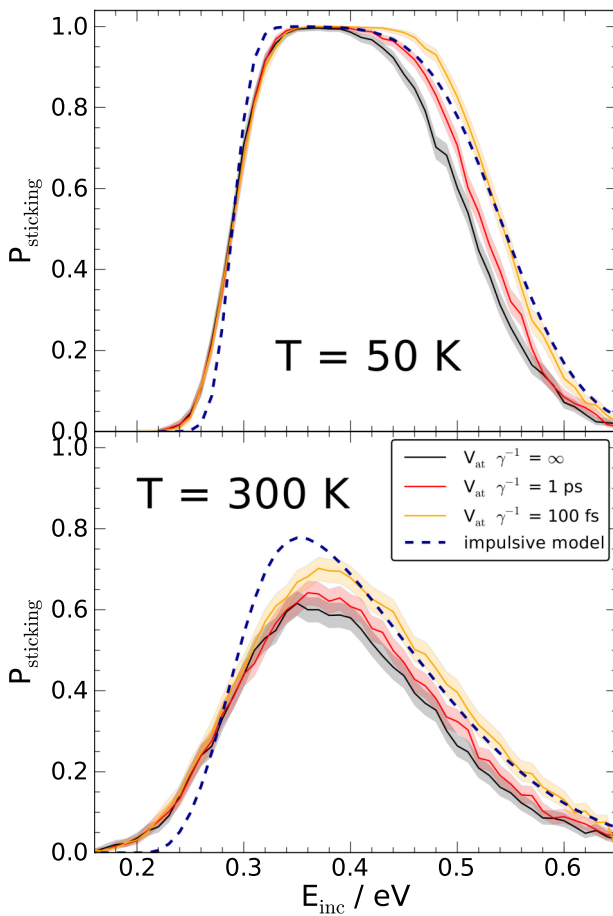 1.0
0.8
0.6
0.4
0.2
0.0
P_sticking
T = 50 K
1.0
0.8
0.6
0.4
0.2
0.0
P_sticking
T = 300 K
V_at γ⁻¹ = ∞
V_at γ⁻¹ = 1 ps
V_at γ⁻¹ = 100 fs
impulsive model
0.2 0.3 0.4 0.5 0.6
E_inc / eV